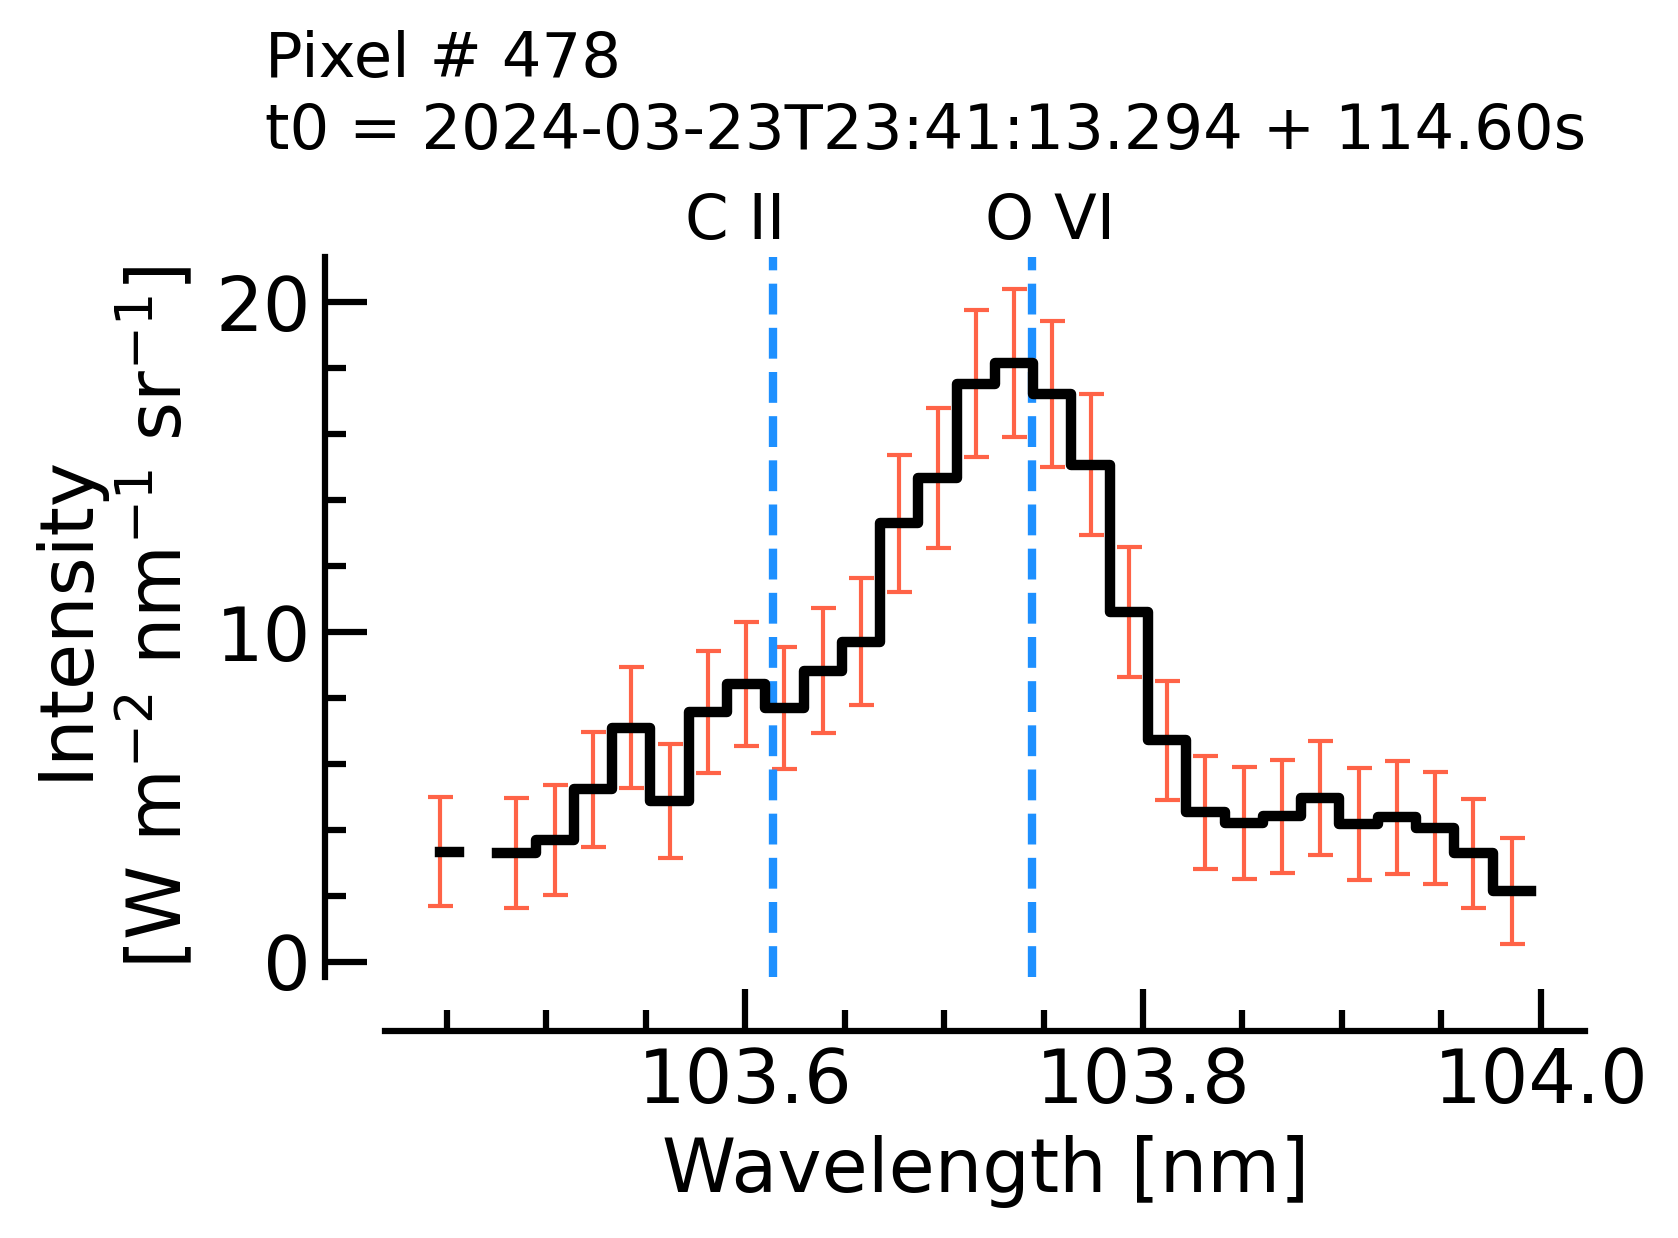 Pixel # 478
t0 = 2024-03-23T23:41:13.294 + 114.60s
C II
O VI
Intensity
[W m⁻² nm⁻¹ sr⁻¹]
20
10
0
103.6
103.8
104.0
Wavelength [nm]